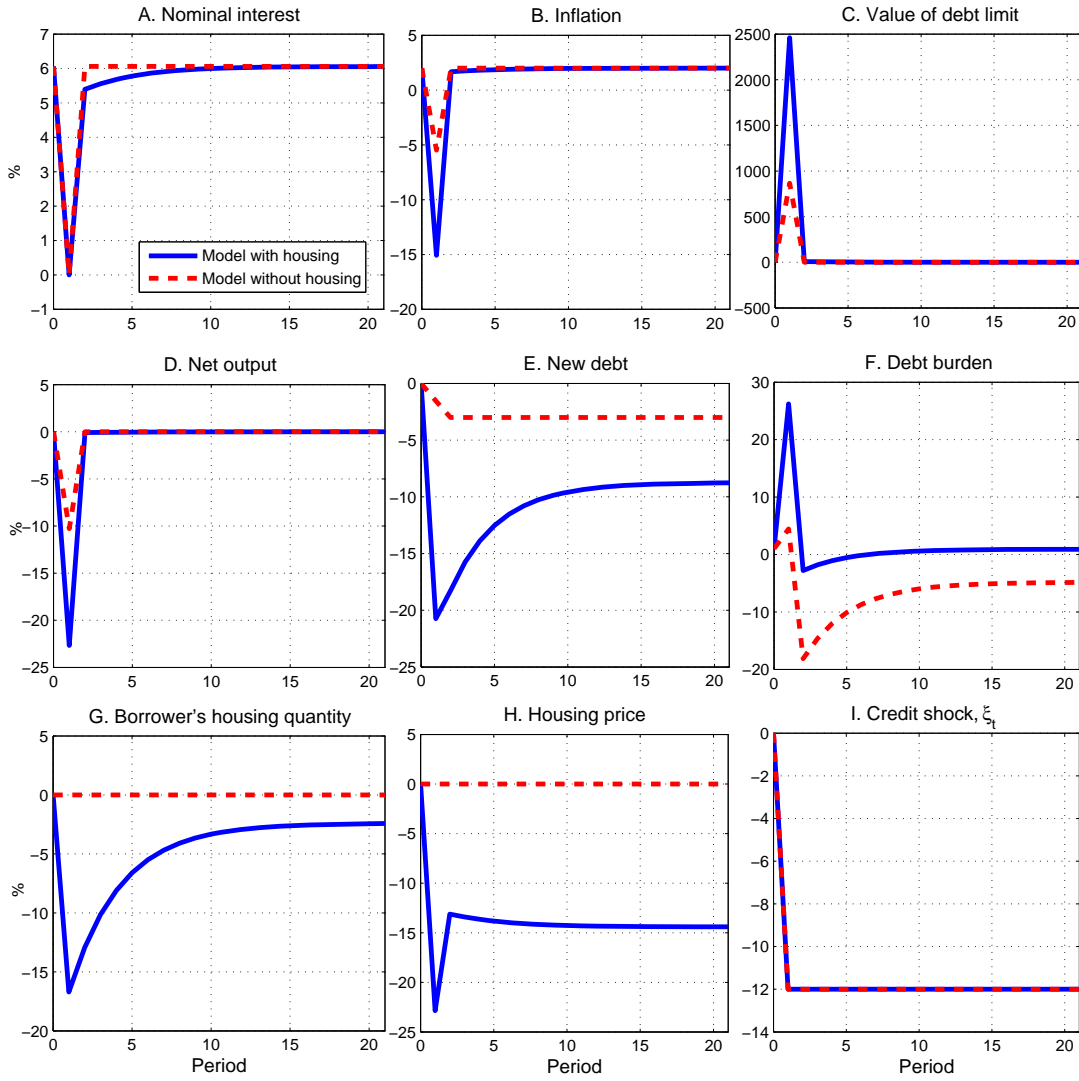 A. Nominal interest
7
6
5
4
3
2
1
0
−1
%
0 5 10 15 20
Model with housing
Model without housing
B. Inflation
5
0
−5
−10
−15
−20
0 5 10 15 20
C. Value of debt limit
2500
2000
1500
1000
500
0
−500
0 5 10 15 20
D. Net output
5
0
−5
−10
−15
−20
−25
%
0 5 10 15 20
E. New debt
0
−5
−10
−15
−20
−25
0 5 10 15 20
F. Debt burden
30
20
10
0
−10
−20
0 5 10 15 20
G. Borrower's housing quantity
5
0
−5
−10
−15
−20
%
0 5 10 15 20
Period
H. Housing price
5
0
−5
−10
−15
−20
−25
0 5 10 15 20
Period
I. Credit shock, ξt
0
−2
−4
−6
−8
−10
−12
−14
0 5 10 15 20
Period